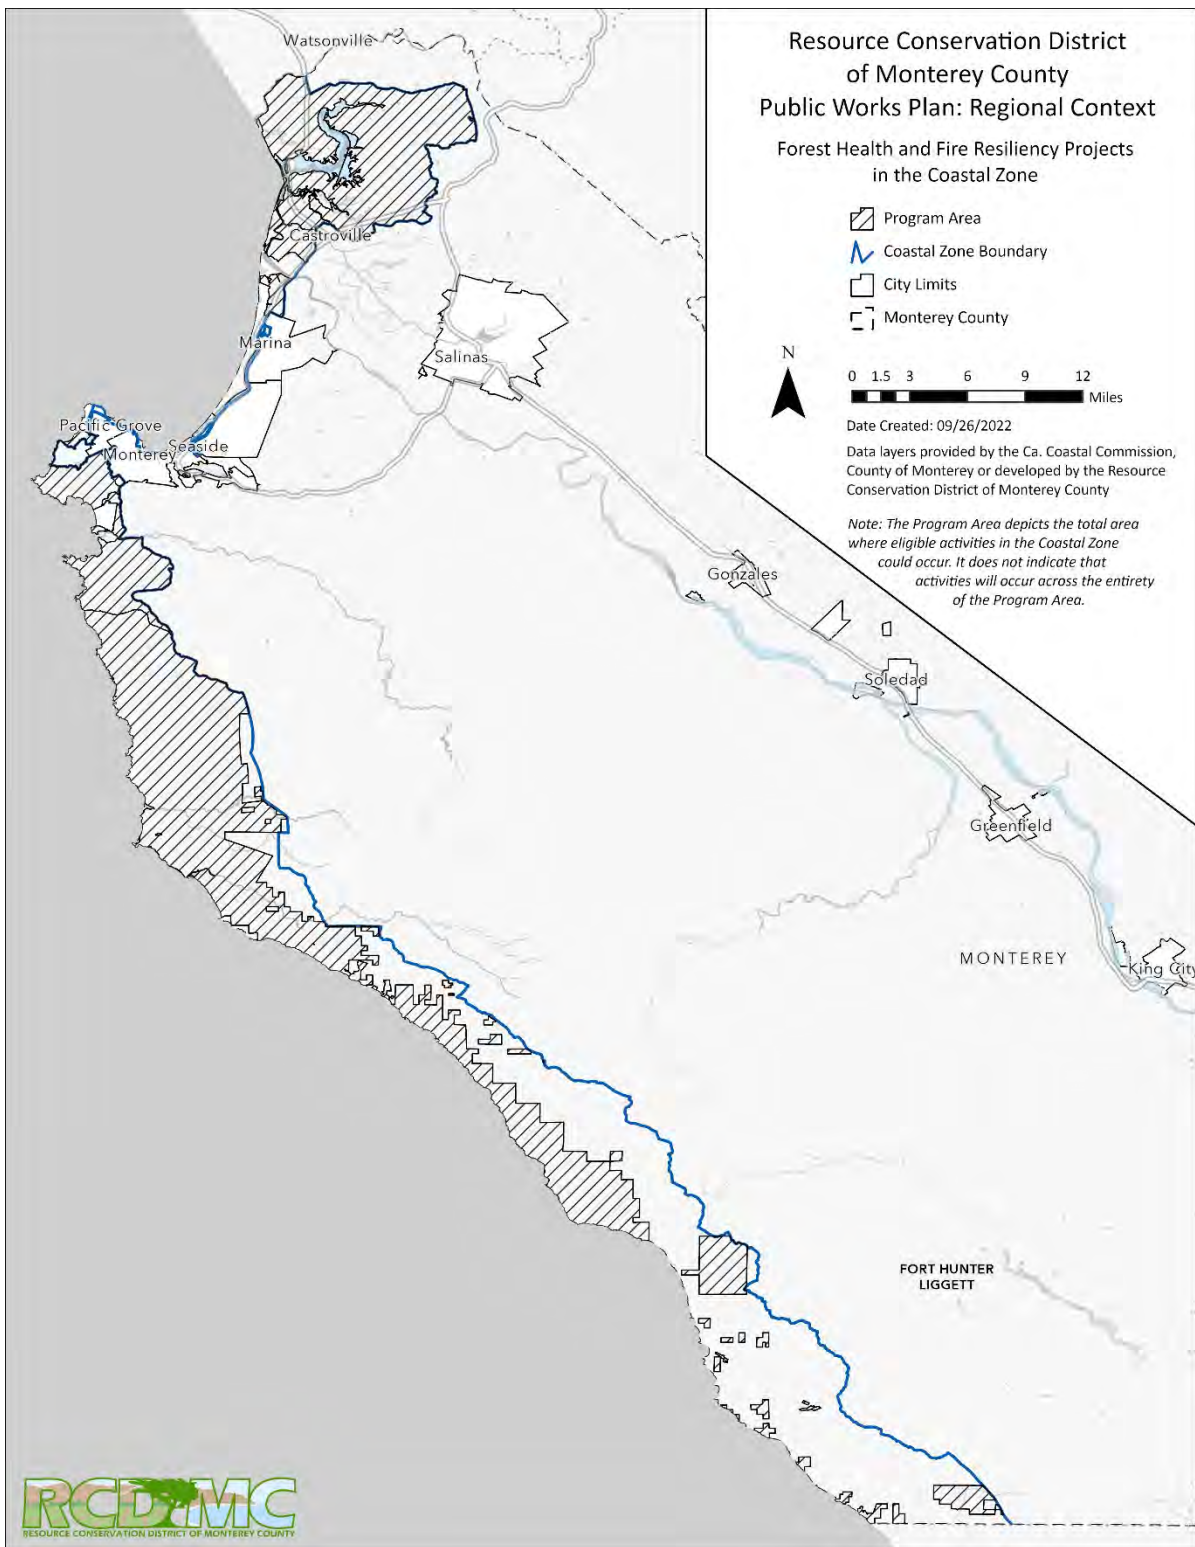 Resource Conservation District
of Monterey County
Public Works Plan: Regional Context
Forest Health and Fire Resiliency Projects
in the Coastal Zone
Program Area
Coastal Zone Boundary
City Limits
Monterey County
N
0 1.5 3 6 9 12
Miles
Date Created: 09/26/2022
Data layers provided by the Ca. Coastal Commission,
County of Monterey or developed by the Resource
Conservation District of Monterey County
Note: The Program Area depicts the total area
where eligible activities in the Coastal Zone
could occur. It does not indicate that
activities will occur across the entirety
of the Program Area.
Watsonville
Castroville
Marina
Salinas
Pacific Grove
Seaside
Monterey
Gonzales
Soledad
Greenfield
MONTEREY
King City
FORT HUNTER
LIGGETT
RCDMC
RESOURCE CONSERVATION DISTRICT OF MONTEREY COUNTY